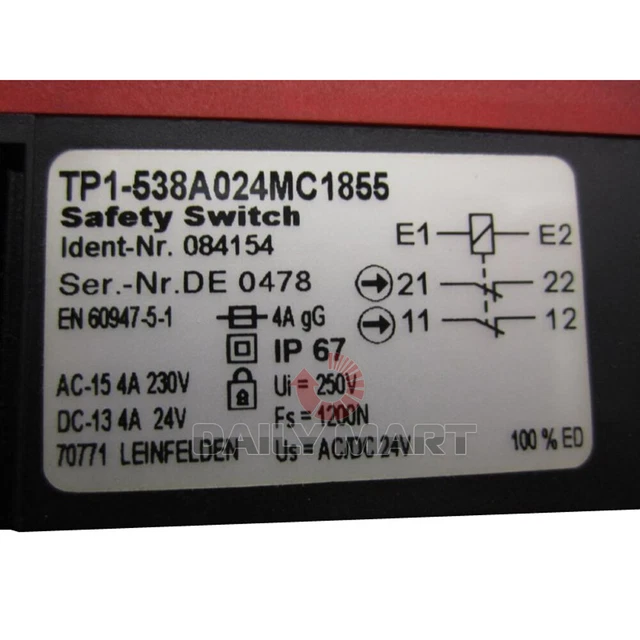 TP1-538A024MC1855
Safety Switch
Ident-Nr. 084154
Ser.-Nr.DE 0478
E1 E2
21 22
11 12
EN 60947-5-1 4A gG
IP 67
AC-15 4A 230V Ui = 250V
DC-13 4A 24V Fs = 1200N
70771 LEINFELDEN Us = AC/DC 24V
100 % ED
DAILY MART